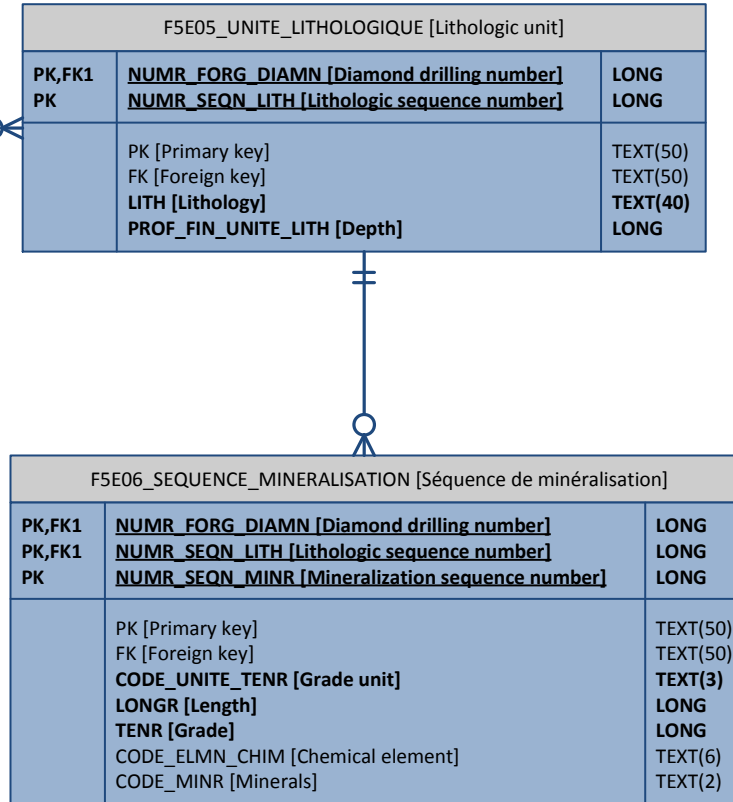 F5E05_UNITE_LITHOLOGIQUE [Lithologic unit]
PK,FK1 NUMR_FORG_DIAMN [Diamond drilling number] LONG
PK NUMR_SEQN_LITH [Lithologic sequence number] LONG
PK [Primary key] TEXT(50)
FK [Foreign key] TEXT(50)
LITH [Lithology] TEXT(40)
PROF_FIN_UNITE_LITH [Depth] LONG
F5E06_SEQUENCE_MINERALISATION [Séquence de minéralisation]
PK,FK1 NUMR_FORG_DIAMN [Diamond drilling number] LONG
PK,FK1 NUMR_SEQN_LITH [Lithologic sequence number] LONG
PK NUMR_SEQN_MINR [Mineralization sequence number] LONG
PK [Primary key] TEXT(50)
FK [Foreign key] TEXT(50)
CODE_UNITE_TENR [Grade unit] TEXT(3)
LONGR [Length] LONG
TENR [Grade] LONG
CODE_ELMN_CHIM [Chemical element] TEXT(6)
CODE_MINR [Minerals] TEXT(2)